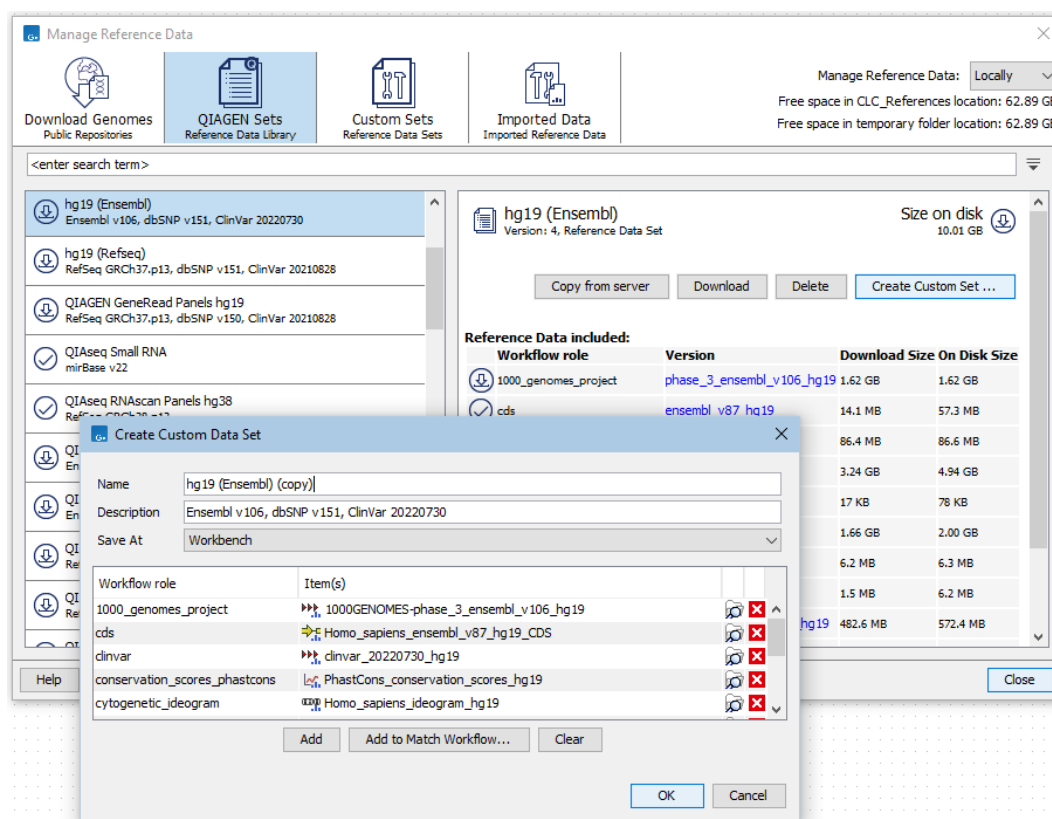 Manage Reference Data
Download Genomes
Public Repositories
QIAGEN Sets
Reference Data Library
Custom Sets
Reference Data Sets
Imported Data
Imported Reference Data
Manage Reference Data: Locally
Free space in CLC_References location: 62.89 GB
Free space in temporary folder location: 62.89 GB
<enter search term>
hg19 (Ensembl)
Ensembl v106, dbSNP v151, ClinVar 20220730
hg19 (Refseq)
RefSeq GRCh37.p13, dbSNP v151, ClinVar 20210828
QIAGEN GeneRead Panels hg19
RefSeq GRCh37.p13, dbSNP v150, ClinVar 20210828
QIAseq Small RNA
mirBase v22
QIAseq RNAscan Panels hg38
hg19 (Ensembl)
Version: 4, Reference Data Set
Size on disk
10.01 GB
Copy from server Download Delete Create Custom Set ...
Reference Data included:
Workflow role Version Download Size On Disk Size
1000_genomes_project phase_3_ensembl_v106_hg19 1.62 GB 1.62 GB
cds ensembl_v87_hg19 14.1 MB 57.3 MB
86.4 MB 86.6 MB
3.24 GB 4.94 GB
17 KB 78 KB
1.66 GB 2.00 GB
6.2 MB 6.3 MB
1.5 MB 6.2 MB
hg19 482.6 MB 572.4 MB
Create Custom Data Set
Name hg19 (Ensembl) (copy)
Description Ensembl v106, dbSNP v151, ClinVar 20220730
Save At Workbench
Workflow role Item(s)
1000_genomes_project 1000GENOMES-phase_3_ensembl_v106_hg19
cds Homo_sapiens_ensembl_v87_hg19_CDS
clinvar clinvar_20220730_hg19
conservation_scores_phastcons PhastCons_conservation_scores_hg19
cytogenetic_ideogram Homo_sapiens_ideogram_hg19
Add Add to Match Workflow... Clear
OK Cancel
Help
Close